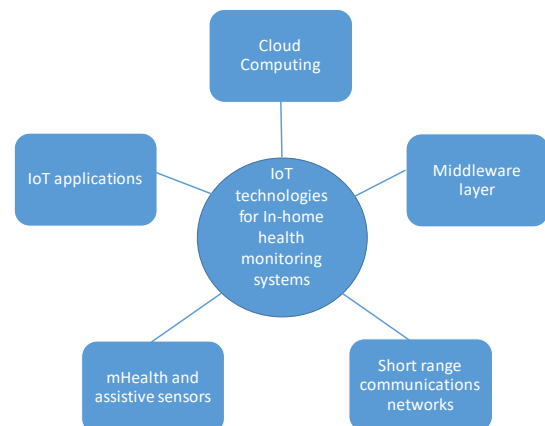 Cloud
Computing
IoT applications
Middleware
layer
IoT
technologies
for In-home
health
monitoring
systems
mHealth and
assistive sensors
Short range
communications
networks